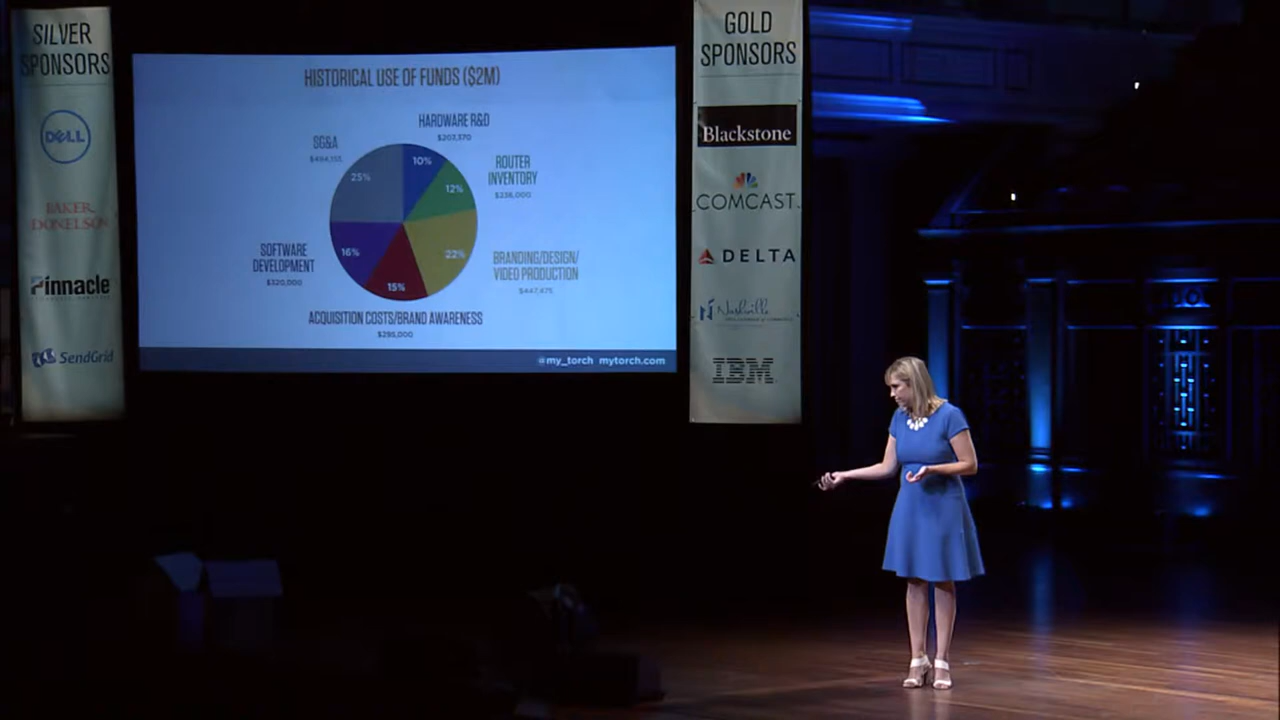 SILVER
SPONSORS
DELL
BAKER
DONELSON
Pinnacle
SendGrid
HISTORICAL USE OF FUNDS ($2M)
HARDWARE R&D
$203,370
10%
ROUTER
INVENTORY
$236,000
12%
BRANDING/DESIGN/
VIDEO PRODUCTION
$447,475
22%
ACQUISITION COSTS/BRAND AWARENESS
$295,000
15%
SOFTWARE
DEVELOPMENT
$320,000
16%
SG&A
25%
@my_torch mytorch.com
GOLD
SPONSORS
Blackstone
COMCAST
DELTA
Nashville
IBM